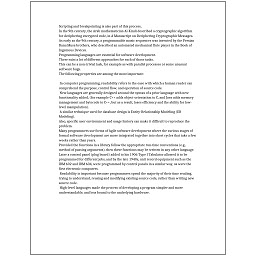 Scripting and breakpointing is also part of this process.
In the 9th century, the Arab mathematician Al-Kindi described a cryptographic algorithm
for deciphering encrypted code, in A Manuscript on Deciphering Cryptographic Messages.
As early as the 9th century, a programmable music sequencer was invented by the Persian
Banu Musa brothers, who described an automated mechanical flute player in the Book of
Ingenious Devices.
Programming languages are essential for software development.
There exist a lot of different approaches for each of those tasks.
This can be a non-trivial task, for example as with parallel processes or some unusual
software bugs.
The following properties are among the most important:

In computer programming, readability refers to the ease with which a human reader can
comprehend the purpose, control flow, and operation of source code.
New languages are generally designed around the syntax of a prior language with new
functionality added, (for example C++ adds object-orientation to C, and Java adds memory
management and bytecode to C++, but as a result, loses efficiency and the ability for low-
level manipulation).
A similar technique used for database design is Entity-Relationship Modeling (ER
Modeling).
Also, specific user environment and usage history can make it difficult to reproduce the
problem.
Many programmers use forms of Agile software development where the various stages of
formal software development are more integrated together into short cycles that take a few
weeks rather than years.
Provided the functions in a library follow the appropriate run-time conventions (e.g.,
method of passing arguments), then these functions may be written in any other language.
Later a control panel (plug board) added to his 1906 Type I Tabulator allowed it to be
programmed for different jobs, and by the late 1940s, unit record equipment such as the
IBM 602 and IBM 604, were programmed by control panels in a similar way, as were the
first electronic computers.
Readability is important because programmers spend the majority of their time reading,
trying to understand, reusing and modifying existing source code, rather than writing new
source code.
High-level languages made the process of developing a program simpler and more
understandable, and less bound to the underlying hardware.